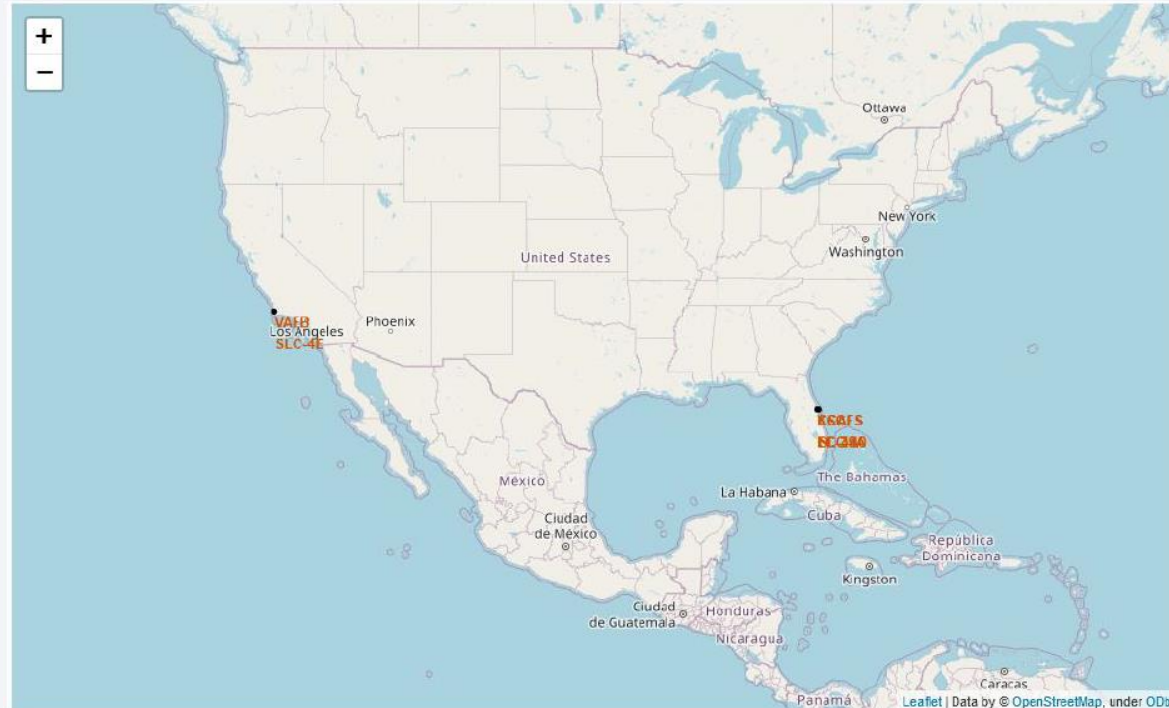 +
−
Ottawa
New York
Washington
United States
Phoenix
VAFB
Los Angeles
SLC-4E
The Bahamas
La Habana
México
Cuba
Ciudad
de México
República
Dominicana
Kingston
Ciudad
de Guatemala
Honduras
Nicaragua
Caracas
Panamá
Leaflet | Data by © OpenStreetMap, under ODb